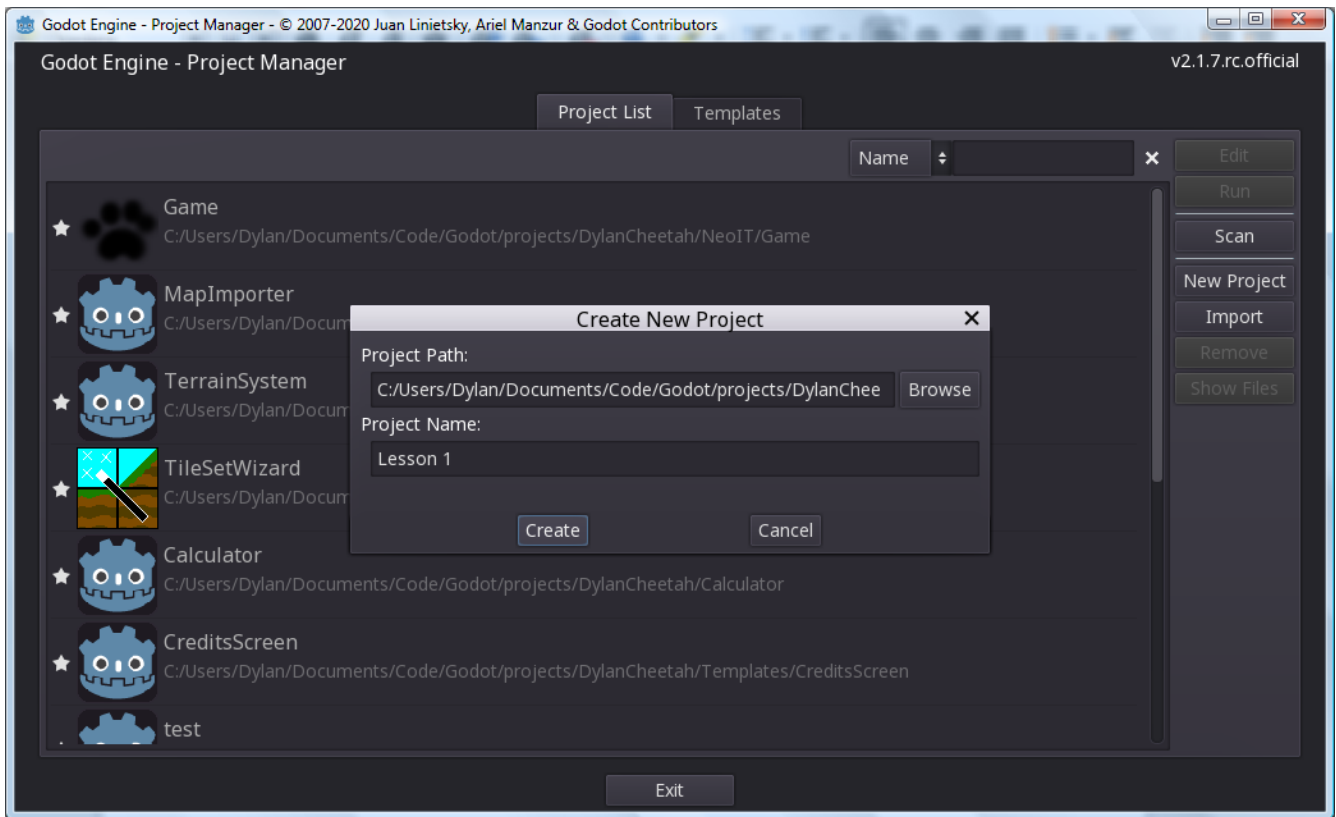 Godot Engine - Project Manager - © 2007-2020 Juan Linietsky, Ariel Manzur & Godot Contributors
Godot Engine - Project Manager
v2.1.7.rc.official
Project List
Templates
Name
Edit
Run
Scan
New Project
Import
Remove
Show Files
Game
C:/Users/Dylan/Documents/Code/Godot/projects/DylanCheetah/NeoIT/Game
MapImporter
C:/Users/Dylan/Docum
TerrainSystem
C:/Users/Dylan/Docum
TileSetWizard
C:/Users/Dylan/Docum
Calculator
C:/Users/Dylan/Documents/Code/Godot/projects/DylanCheetah/Calculator
CreditsScreen
C:/Users/Dylan/Documents/Code/Godot/projects/DylanCheetah/Templates/CreditsScreen
test
Create New Project
Project Path:
C:/Users/Dylan/Documents/Code/Godot/projects/DylanChee
Browse
Project Name:
Lesson 1
Create
Cancel
Exit